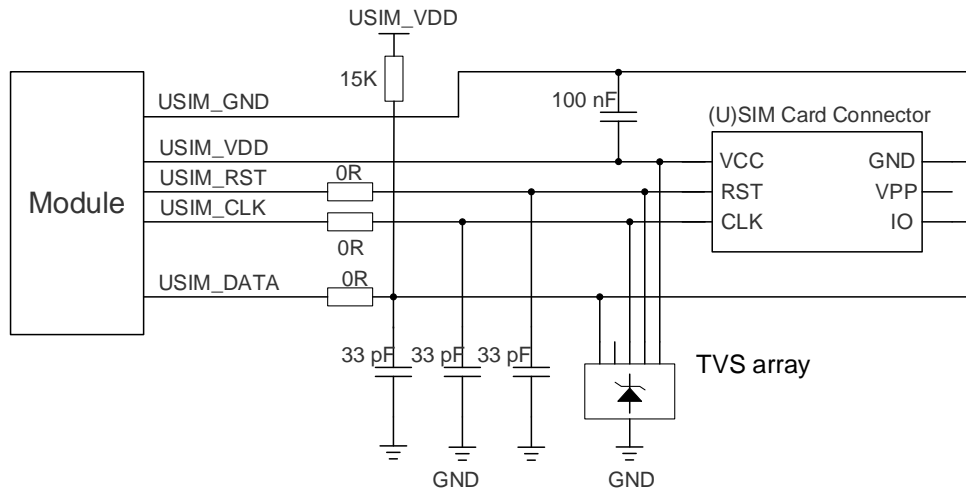 USIM_VDD
15K
USIM_GND
100 nF
(U)SIM Card Connector
USIM_VDD
VCC
GND
USIM_RST
0R
RST
VPP
Module
USIM_CLK
CLK
IO
0R
USIM_DATA
0R
33 pF
33 pF
33 pF
TVS array
GND
GND